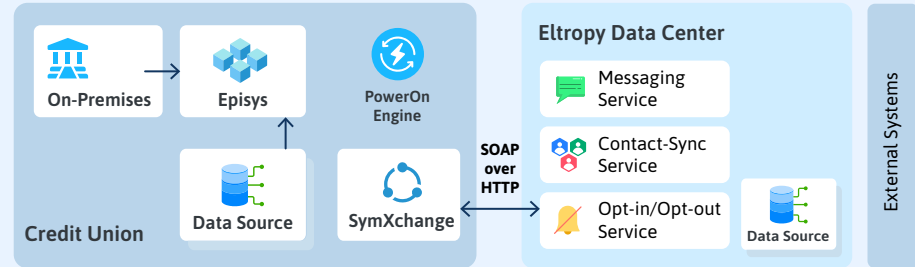 On-Premises
Episys
PowerOn
Engine
Data Source
SymXchange
Credit Union
SOAP
over
HTTP
Eltropy Data Center
Messaging
Service
Contact-Sync
Service
Opt-in/Opt-out
Service
Data Source
External Systems